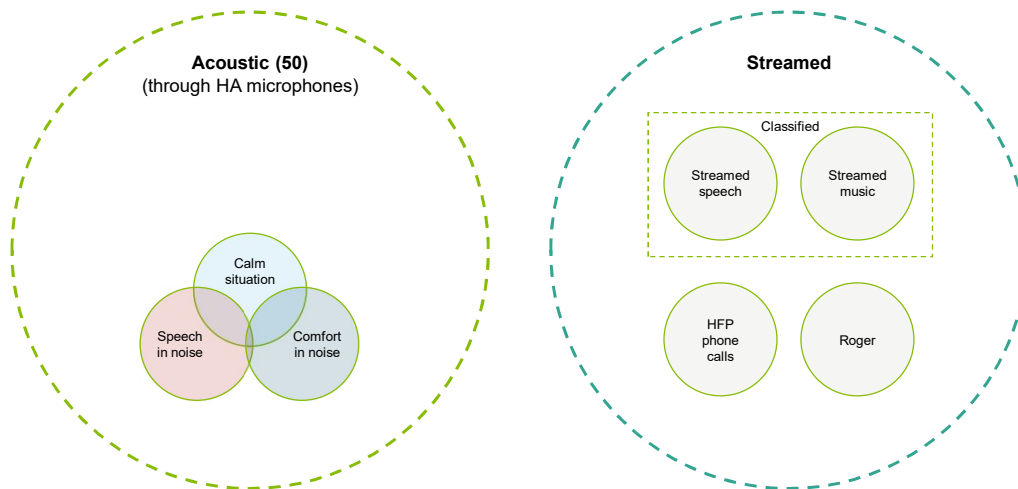 Acoustic (50)
(through HA microphones)
Calm
situation
Speech
in noise
Comfort
in noise
Streamed
Classified
Streamed
speech
Streamed
music
HFP
phone
calls
Roger